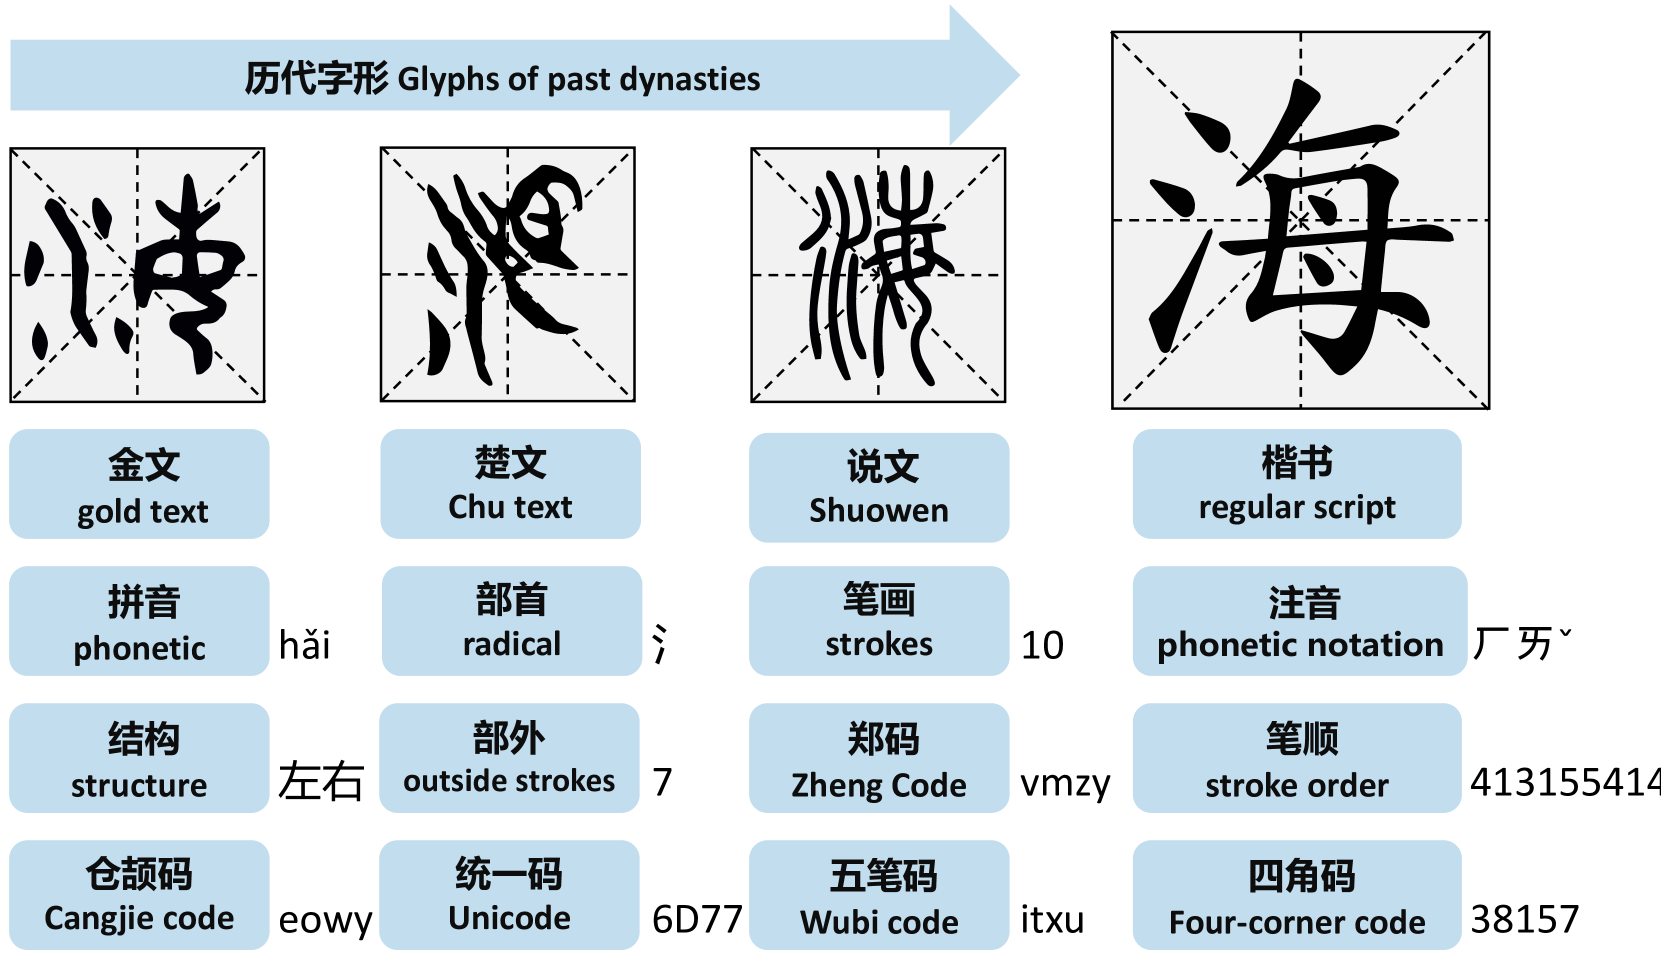 历代字形 Glyphs of past dynasties
海
金文
gold text
楚文
Chu text
说文
Shuowen
楷书
regular script
拼音
phonetic
hǎi
部首
radical
氵
笔画
strokes
10
注音
phonetic notation
ㄏㄞˇ
结构
structure
左右
部外
outside strokes
7
郑码
Zheng Code
vmzy
笔顺
stroke order
413155414
仓颉码
Cangjie code
eowy
统一码
Unicode
6D77
五笔码
Wubi code
itxu
四角码
Four-corner code
38157